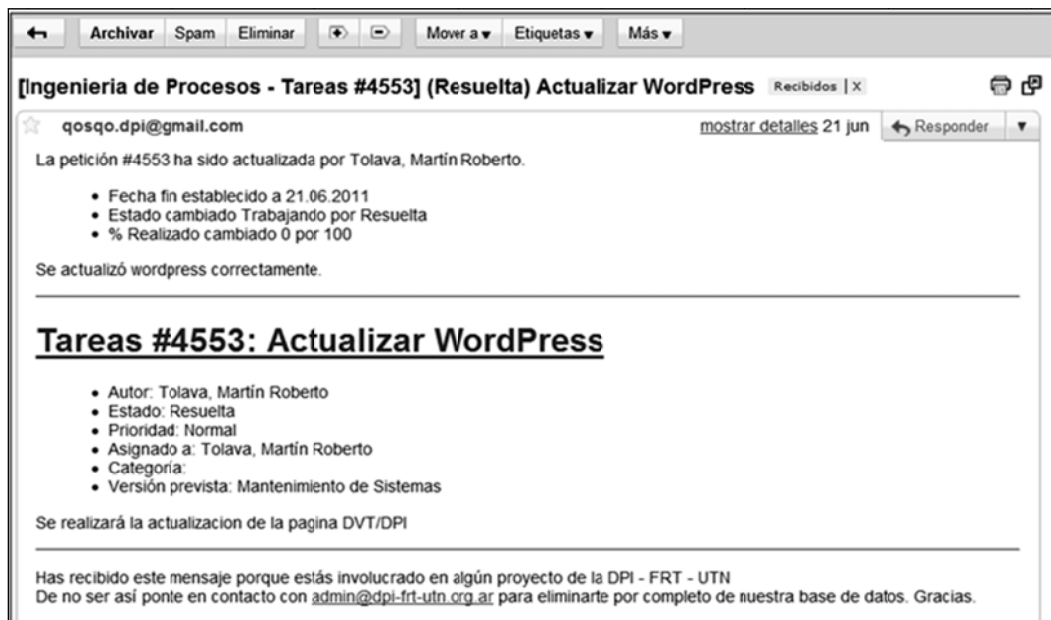 Archivar Spam Eliminar Mover a Etiquetas Más
[Ingenieria de Procesos - Tareas #4553] (Resuelta) Actualizar WordPress Recibidos | X
qosqo.dpi@gmail.com mostrar detalles 21 jun Responder
La petición #4553 ha sido actualizada por Tolava, Martín Roberto.
• Fecha fin establecido a 21.06.2011
• Estado cambiado Trabajando por Resuelta
• % Realizado cambiado 0 por 100
Se actualizó wordpress correctamente.
Tareas #4553: Actualizar WordPress
• Autor: Tolava, Martín Roberto
• Estado: Resuelta
• Prioridad: Normal
• Asignado a: Tolava, Martín Roberto
• Categoría:
• Versión prevista: Mantenimiento de Sistemas
Se realizará la actualizacion de la pagina DVT/DPI
Has recibido este mensaje porque estás involucrado en algún proyecto de la DPI - FRT - UTN
De no ser así ponte en contacto con admin@dpi-frt-utn.org.ar para eliminarte por completo de nuestra base de datos. Gracias.